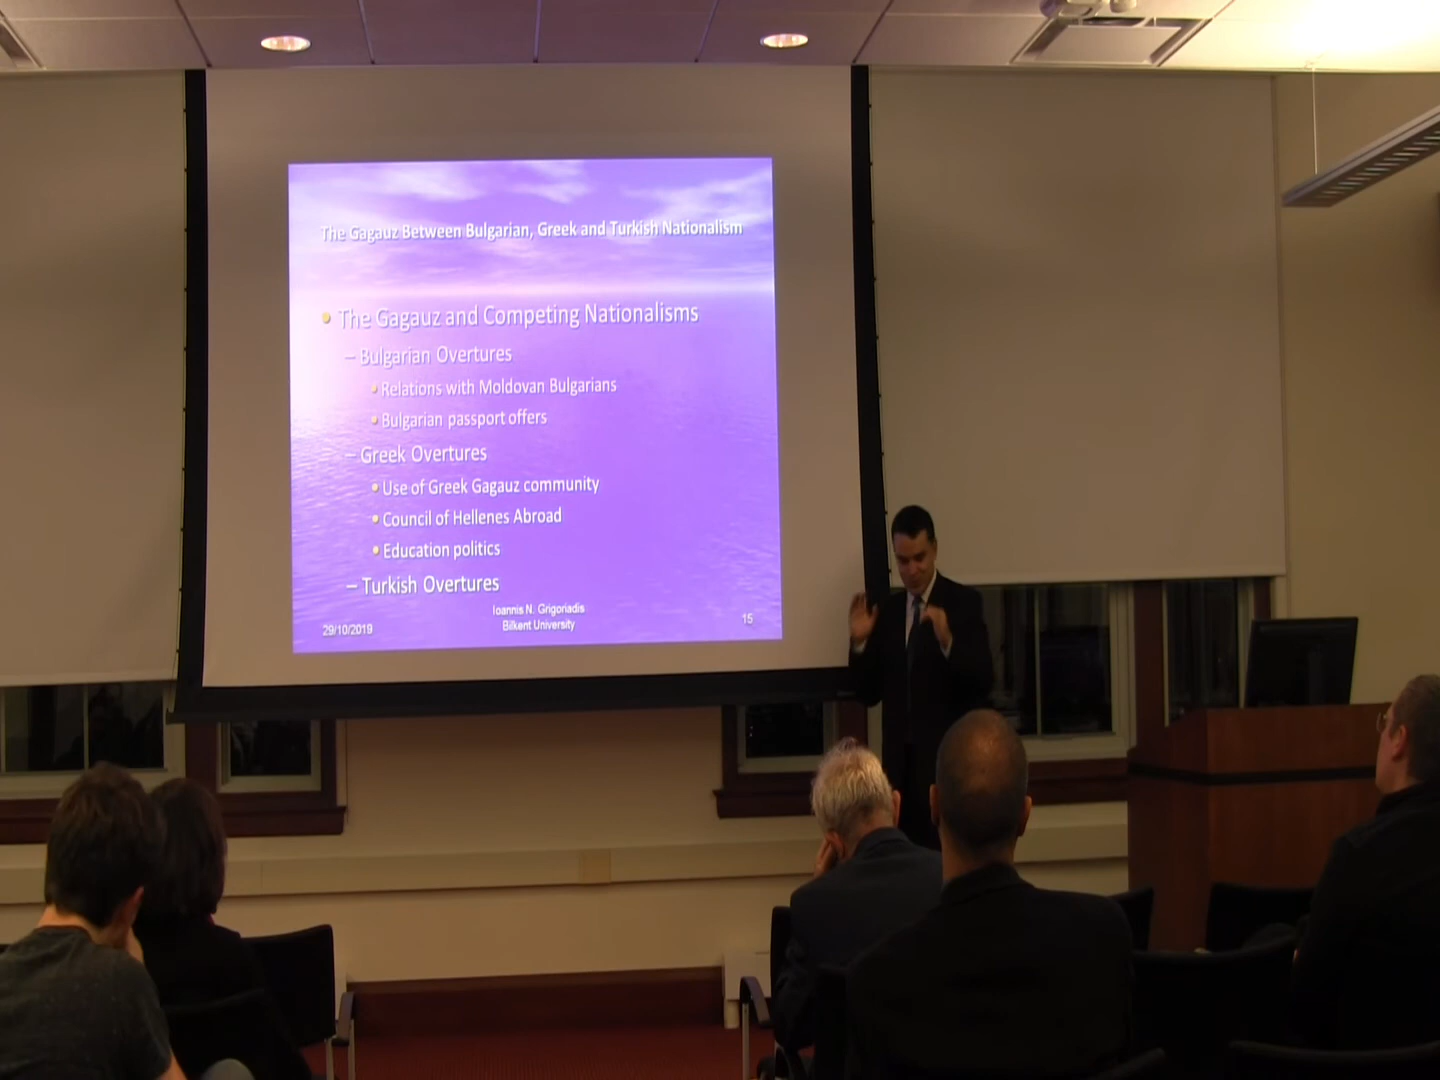 The Gagauz Between Bulgarian, Greek and Turkish Nationalism
• The Gagauz and Competing Nationalisms
– Bulgarian Overtures
• Relations with Moldovan Bulgarians
• Bulgarian passport offers
– Greek Overtures
• Use of Greek Gagauz community
• Council of Hellenes Abroad
• Education politics
– Turkish Overtures
29/10/2019
Ioannis N. Grigoriadis
Bilkent University
15